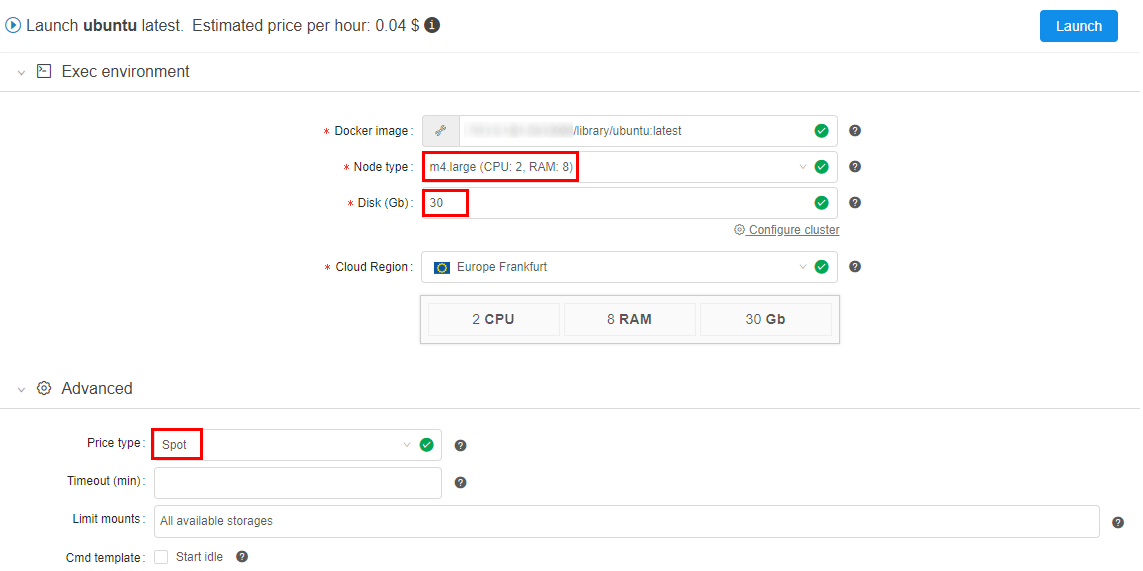 Launch ubuntu latest. Estimated price per hour: 0.04 $
Launch
Exec environment
* Docker image: /library/ubuntu:latest
* Node type: m4.large (CPU: 2, RAM: 8)
* Disk (Gb): 30
Configure cluster
* Cloud Region: Europe Frankfurt
2 CPU 8 RAM 30 Gb
Advanced
Price type: Spot
Timeout (min):
Limit mounts: All available storages
Cmd template: Start idle